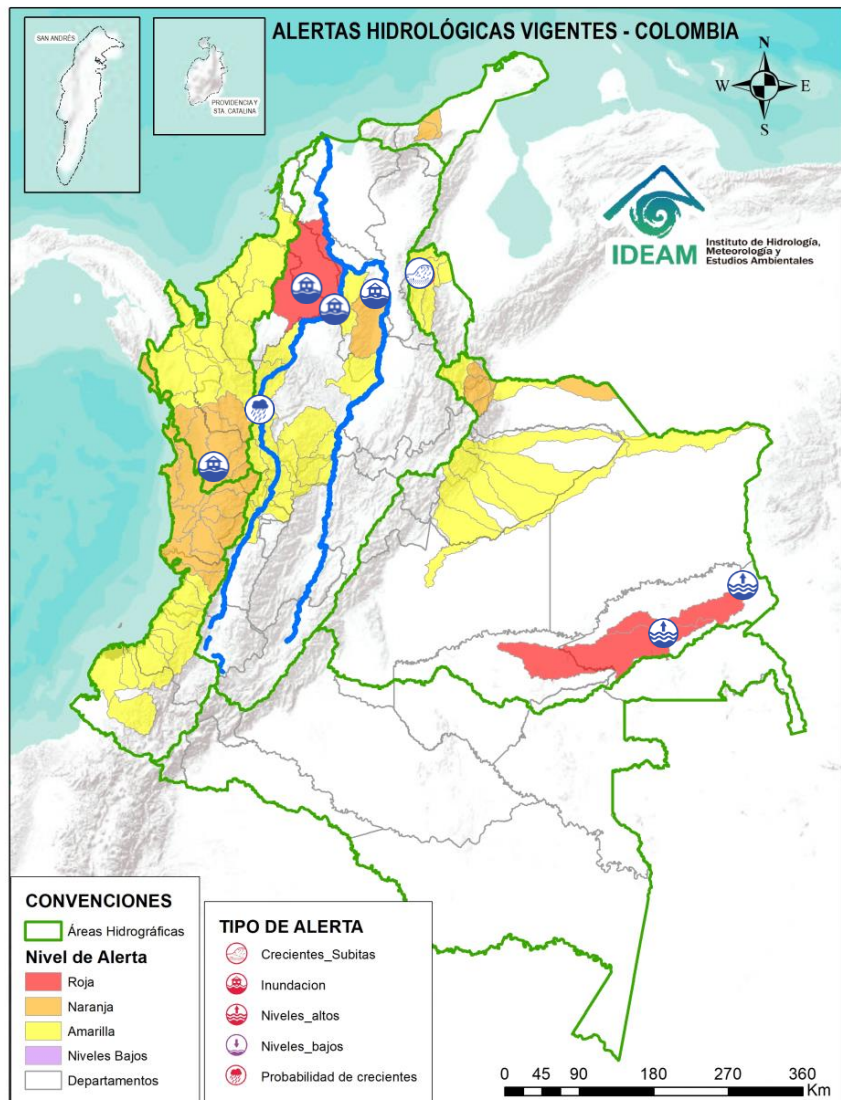 ALERTAS HIDROLÓGICAS VIGENTES - COLOMBIA
SAN ANDRÉS
PROVIDENCIA Y
STA_CATALINA
N
W
E
S
IDEAM
Instituto de Hidrología,
Meteorología y
Estudios Ambientales
CONVENCIONES
Áreas Hidrográficas
Nivel de Alerta
Roja
Naranja
Amarilla
Niveles Bajos
Departamentos
TIPO DE ALERTA
Crecientes_Subitas
Inundacion
Niveles_altos
Niveles_bajos
Probabilidad de crecientes
0 45 90 180 270 360
Km